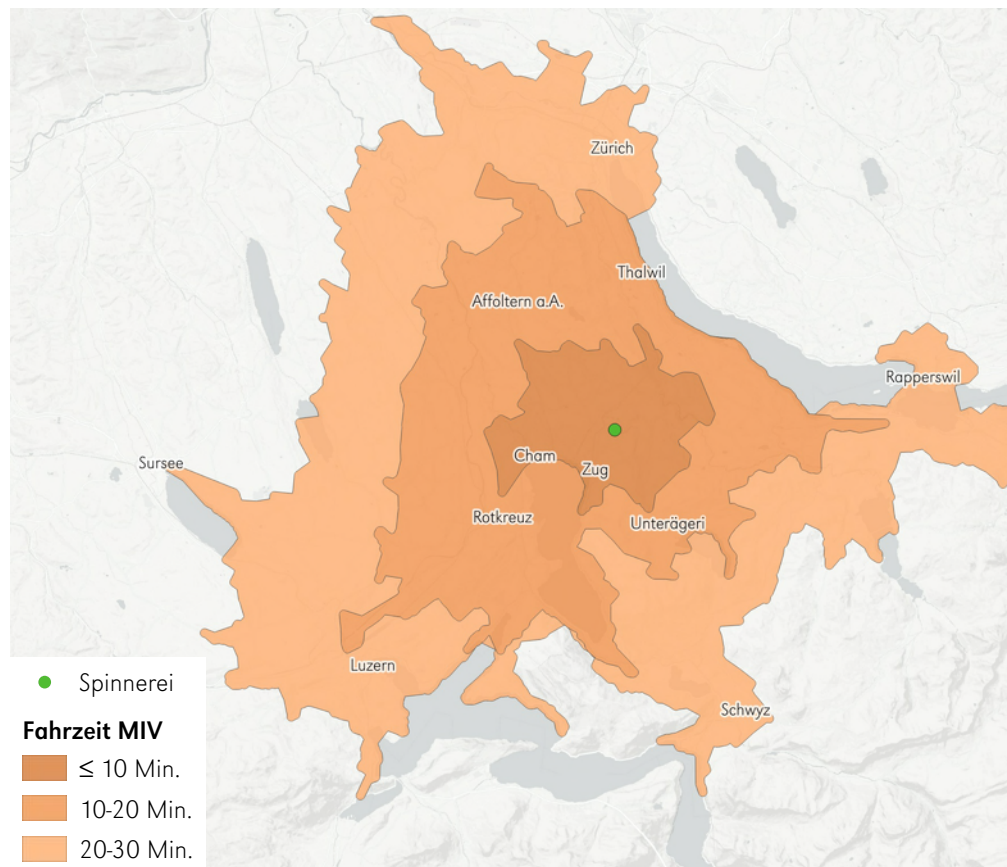 Zürich
Thalwil
Affoltern a.A.
Rapperswil
Cham
Sursee
Zug
Rotkreuz
Unterägeri
Luzern
Schwyz
Spinnerei
Fahrzeit MIV
≤ 10 Min.
10-20 Min.
20-30 Min.